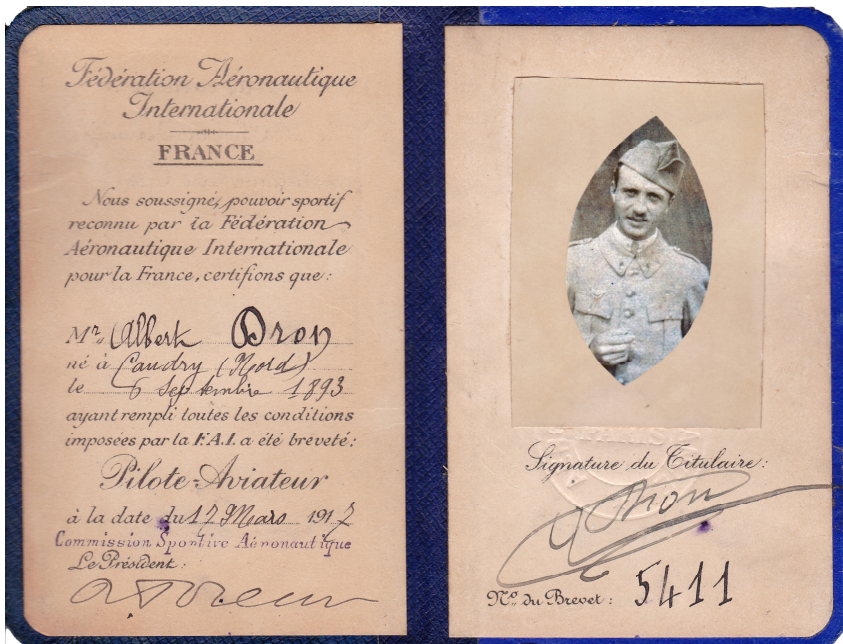 Fédération Aéronautique
Internationale
FRANCE
Nous soussigné, pouvoir sportif
reconnu par la Fédération
Aéronautique Internationale
pour la France, certifions que:
Mr. Albert Dron
né à Caudry (Nord)
le 6 Septembre 1893
ayant rempli toutes les conditions
imposées par la F.A.I. a été breveté:
Pilote-Aviateur
à la date du 17 Mars 1917
Commission Sportive Aéronautique
Le Président:
Signature du Titulaire:
Dron
No. du Brevet: 5411